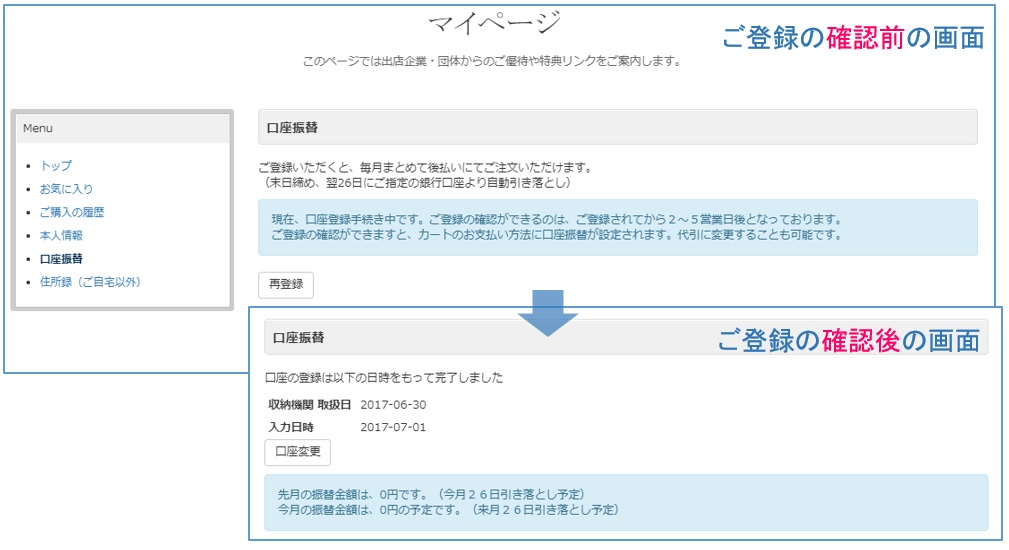 マイページ
ご登録の確認前の画面
このページでは出店企業・団体からのご優待や特典リンクをご案内します。
Menu
トップ
お気に入り
ご購入の履歴
本人情報
口座振替
住所録（ご自宅以外）
口座振替
ご登録いただくと、毎月まとめて後払いにてご注文いただけます。
（末日締め、翌26日にご指定の銀行口座より自動引き落とし）
現在、口座登録手続き中です。ご登録の確認ができるのは、ご登録されてから２～５営業日後となっております。
ご登録の確認ができますと、カートのお支払い方法に口座振替が設定されます。代引に変更することも可能です。
再登録
口座振替
ご登録の確認後の画面
口座の登録は以下の日時をもって完了しました
収納機関 取扱日 2017-06-30
入力日時 2017-07-01
口座変更
先月の振替金額は、0円です。（今月２６日引き落とし予定）
今月の振替金額は、0円の予定です。（来月２６日引き落とし予定）